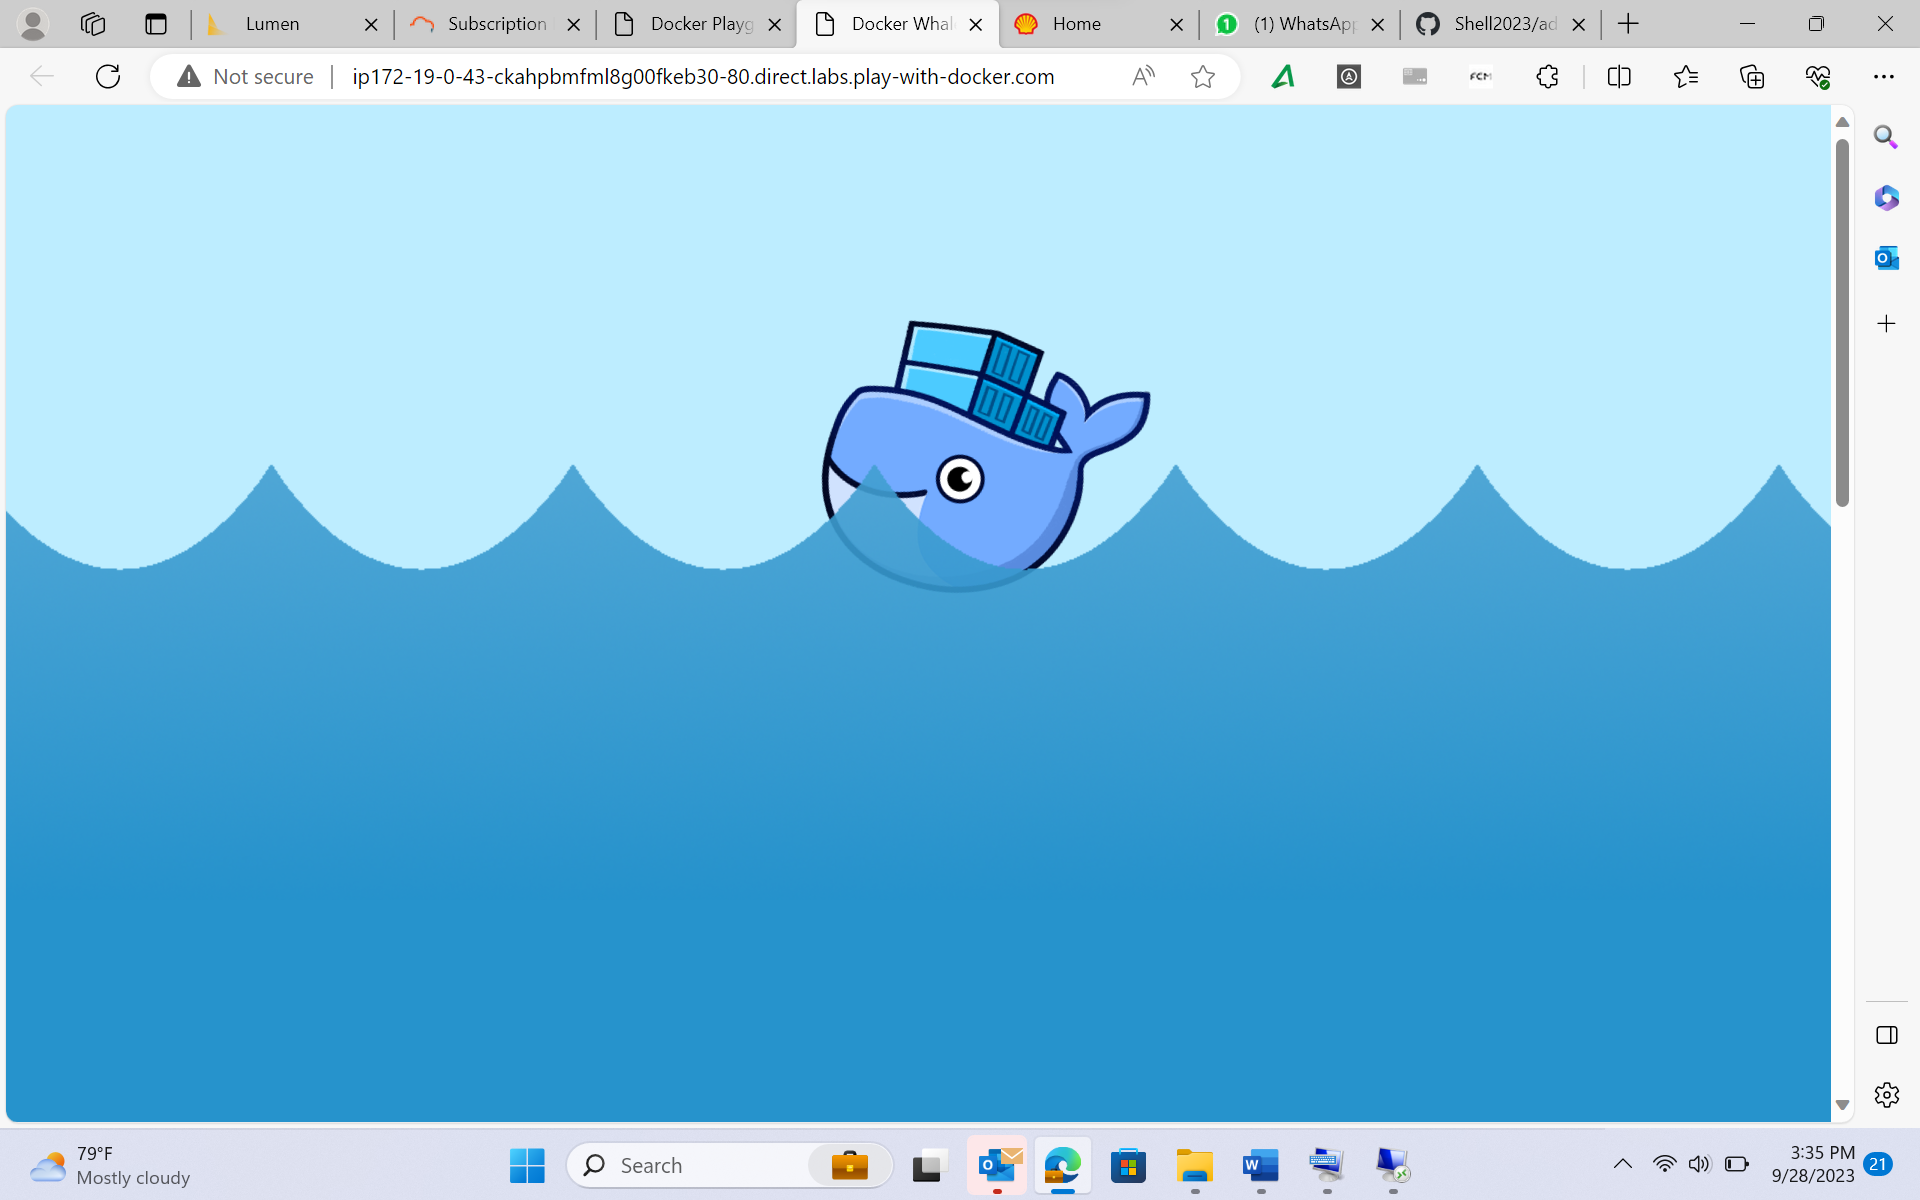 Lumen
Subscription
Docker Playg
Docker Whal
Home
(1) WhatsApp
Shell2023/ad
Not secure
ip172-19-0-43-ckahpbmfml8g00fkeb30-80.direct.labs.play-with-docker.com
FCM
79°F
Mostly cloudy
Search
3:35 PM
9/28/2023
21